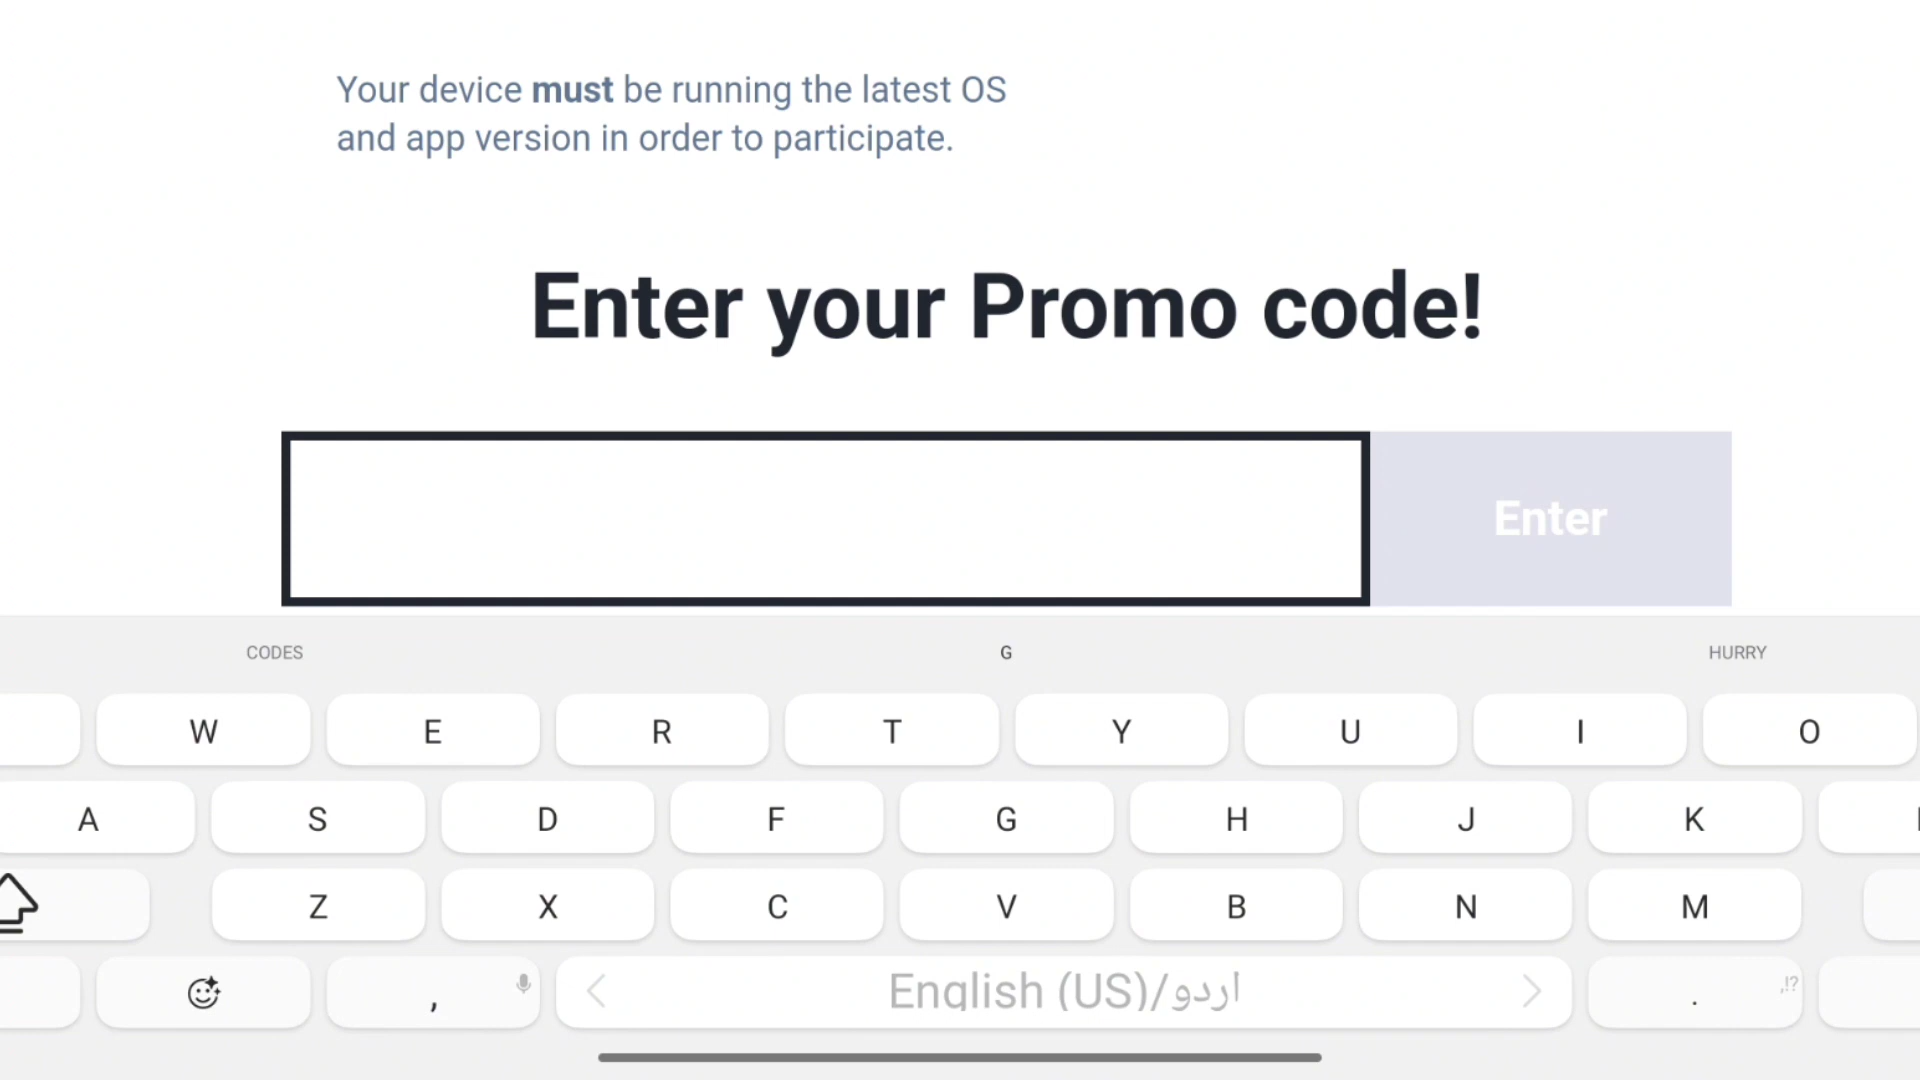 Your device must be running the latest OS
and app version in order to participate.
Enter your Promo code!
Enter
CODES G HURRY
W E R T Y U I O
A S D F G H J K
Z X C V B N M
, English (US)/اردو . ,!?